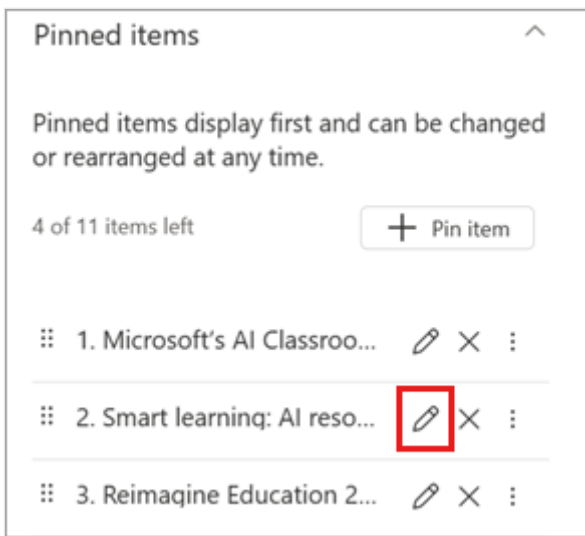 Pinned items
Pinned items display first and can be changed
or rearranged at any time.
4 of 11 items left
Pin item
1. Microsoft's AI Classroo...
2. Smart learning: AI reso...
3. Reimagine Education 2...